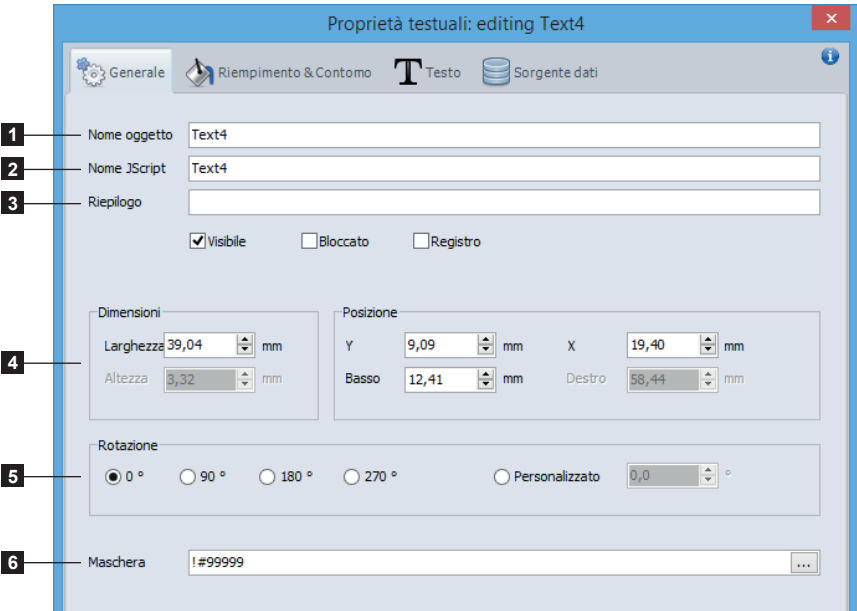 Proprietà testuali: editing Text4
Generale Riempimento & Contomo Testo Sorgente dati
1 Nome oggetto Text4
2 Nome JScript Text4
3 Riepilogo
Visibile Bloccato Registro
Dimensioni Posizione
Larghezza 39,04 mm Y 9,09 mm X 19,40 mm
4
Altezza 3,32 mm Basso 12,41 mm Destro 58,44 mm
Rotazione
5 0 ° 90 ° 180 ° 270 ° Personalizzato 0,0 °
6 Maschera !#99999 ...